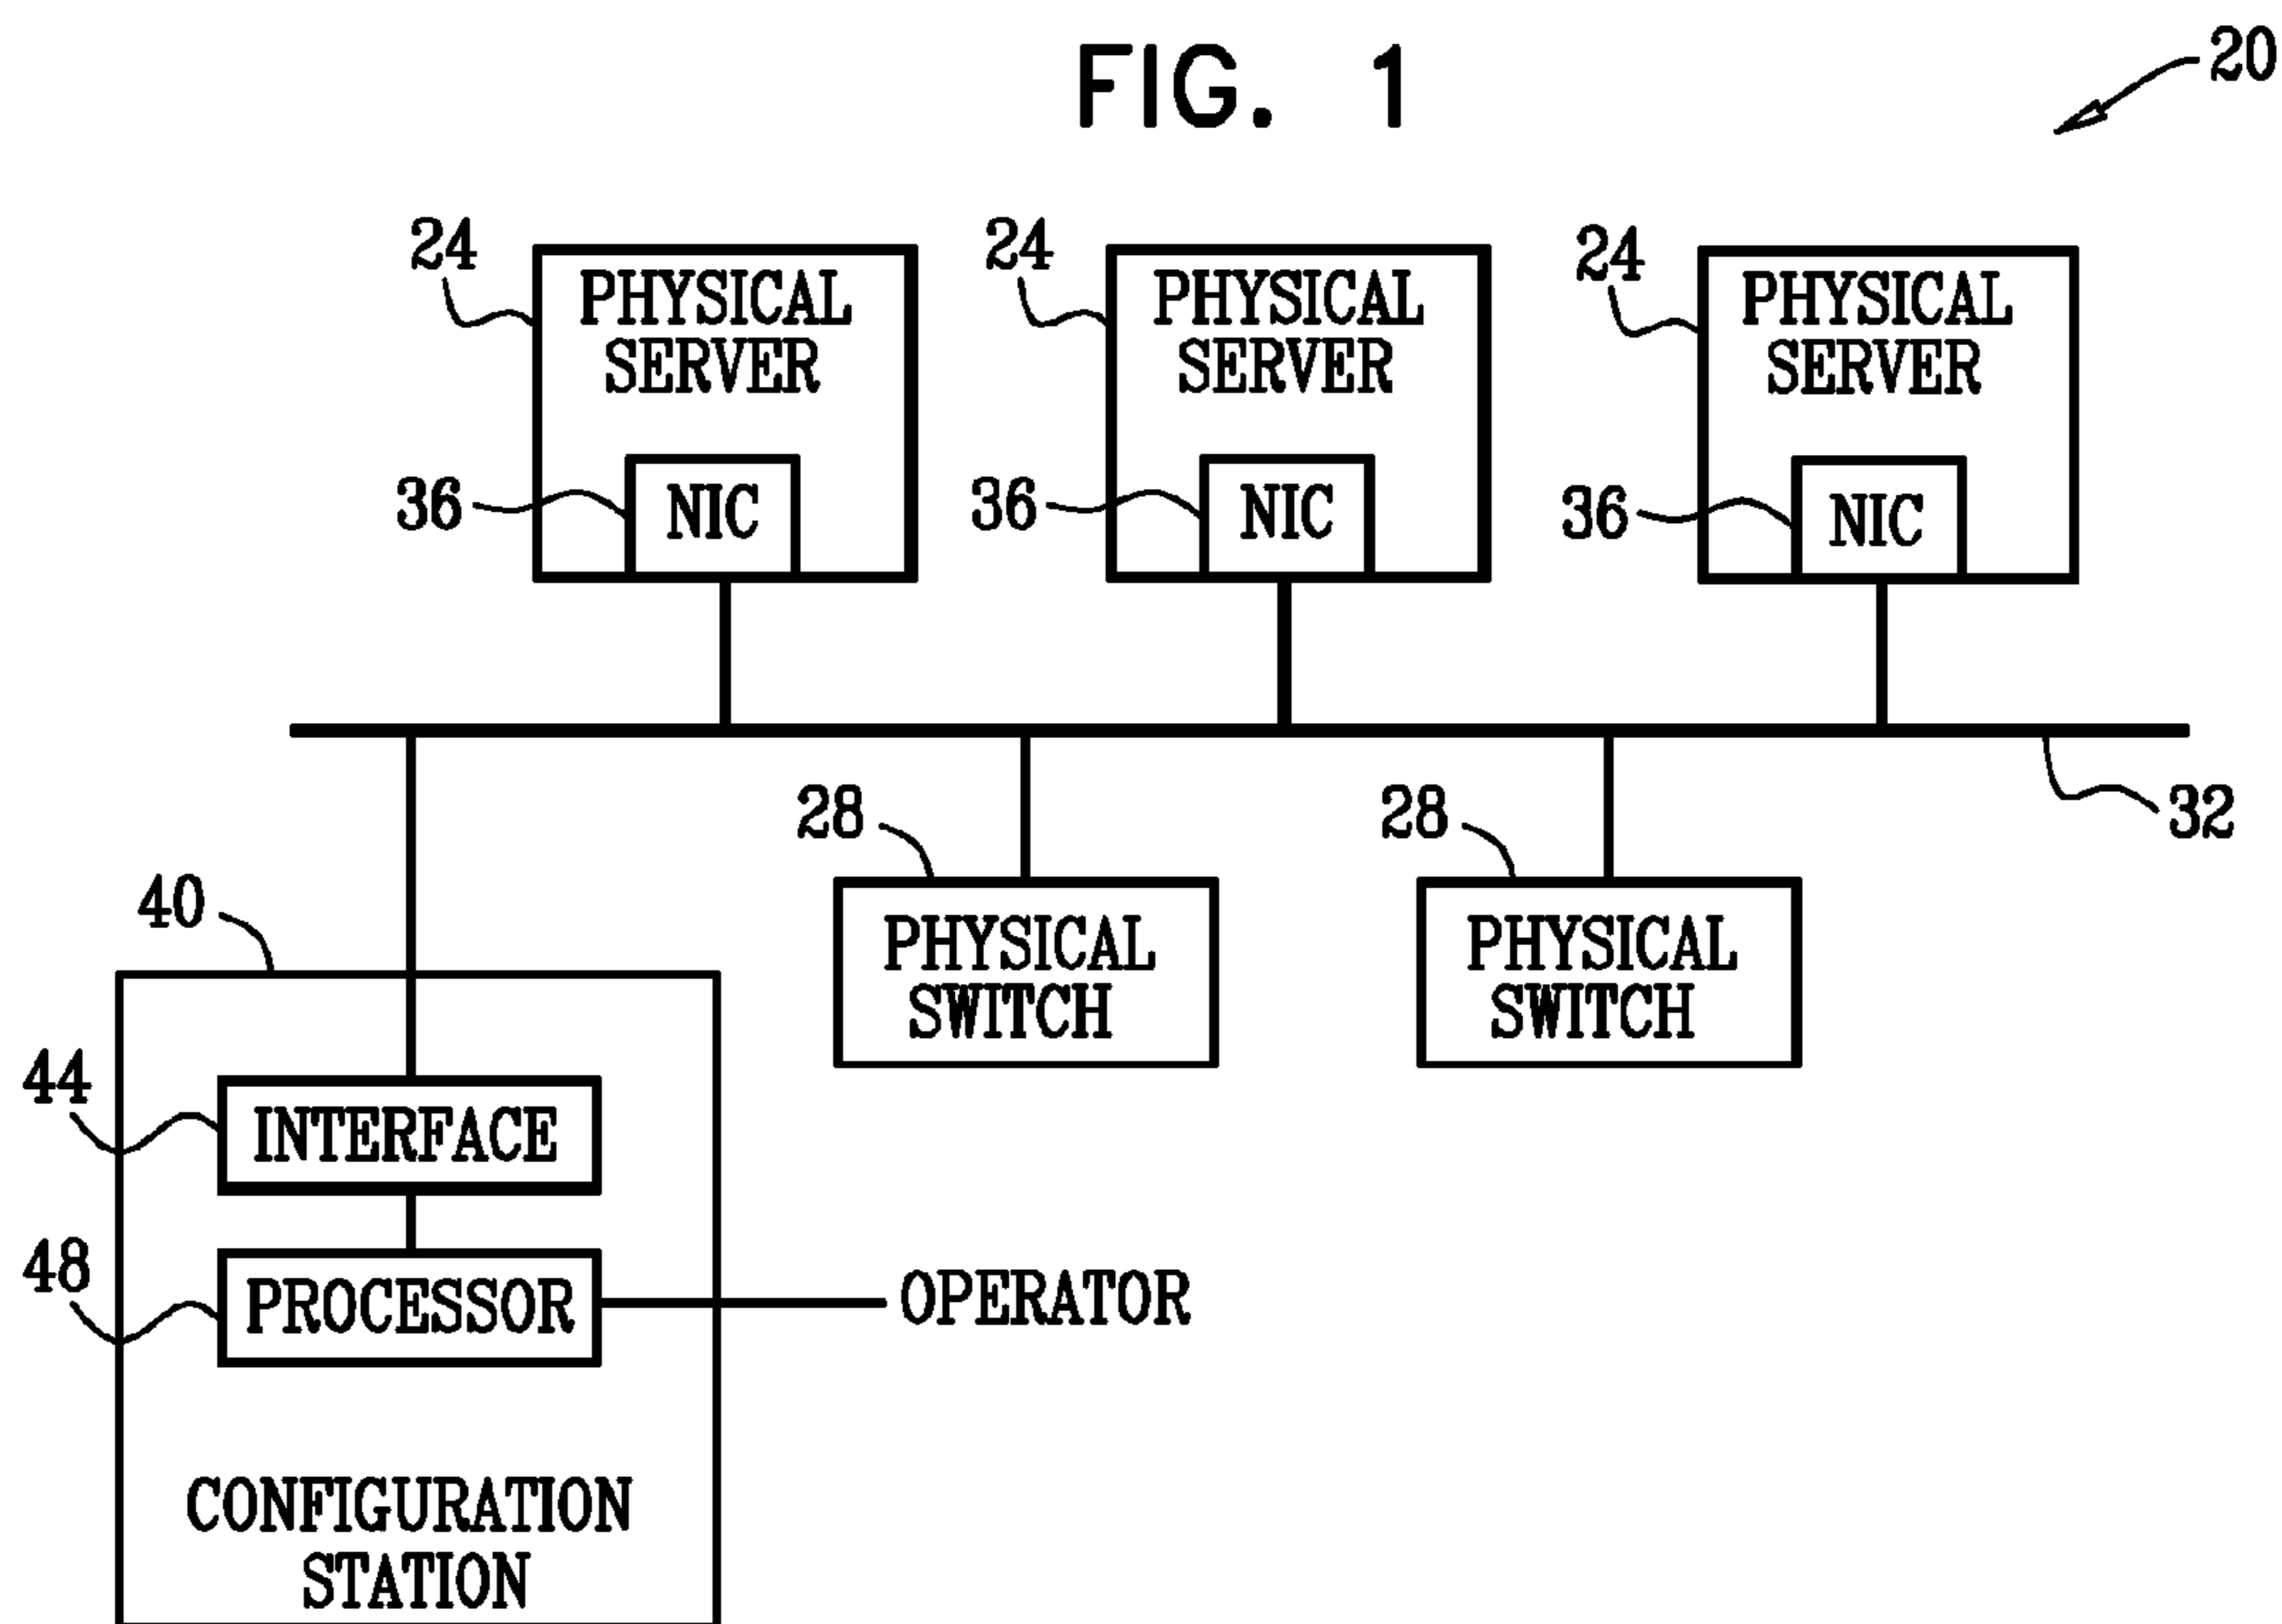 FIG. 1
20
24
PHYSICAL
SERVER
36
NIC
24
PHYSICAL
SERVER
36
NIC
24
PHYSICAL
SERVER
36
NIC
32
28
PHYSICAL
SWITCH
28
PHYSICAL
SWITCH
40
44
INTERFACE
48
PROCESSOR
OPERATOR
CONFIGURATION
STATION